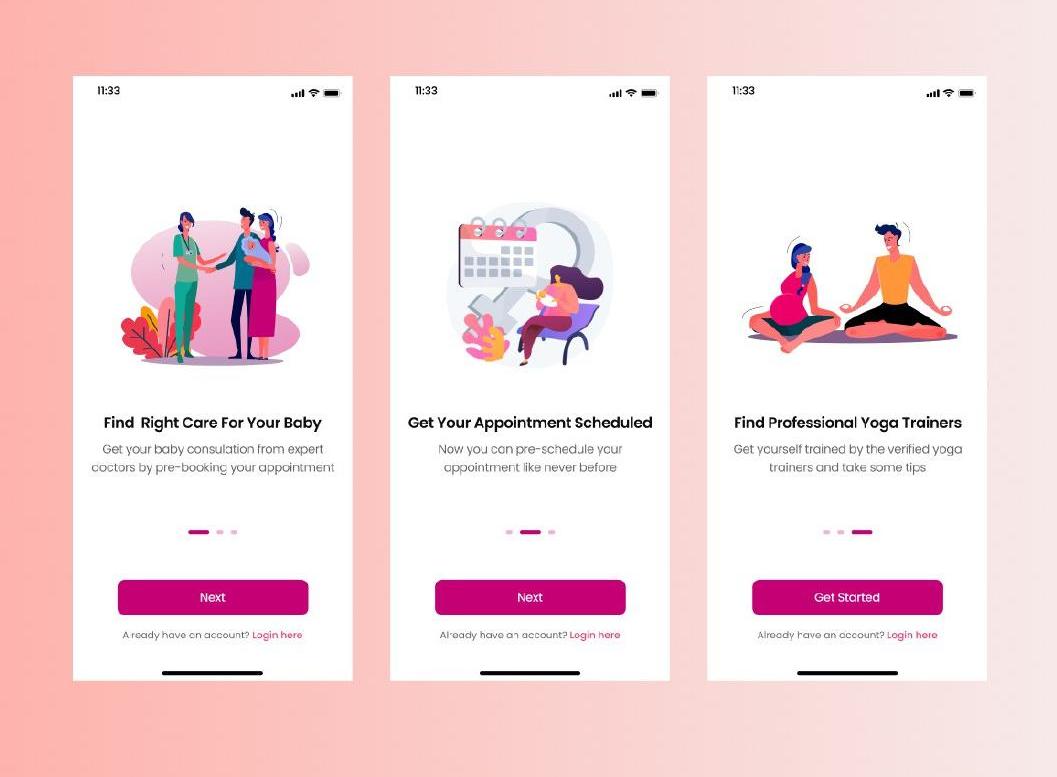 11:33
Find Right Care For Your Baby
Get your baby consulation from expert
doctors by pre-booking your appointment
Next
Already have an account? Login here
11:33
Get Your Appointment Scheduled
Now you can pre-schedule your
appointment like never before
Next
Already have an account? Login here
11:33
Find Professional Yoga Trainers
Get yourself trained by the verified yoga
trainers and take some tips
Get Started
Already have an account? Login here